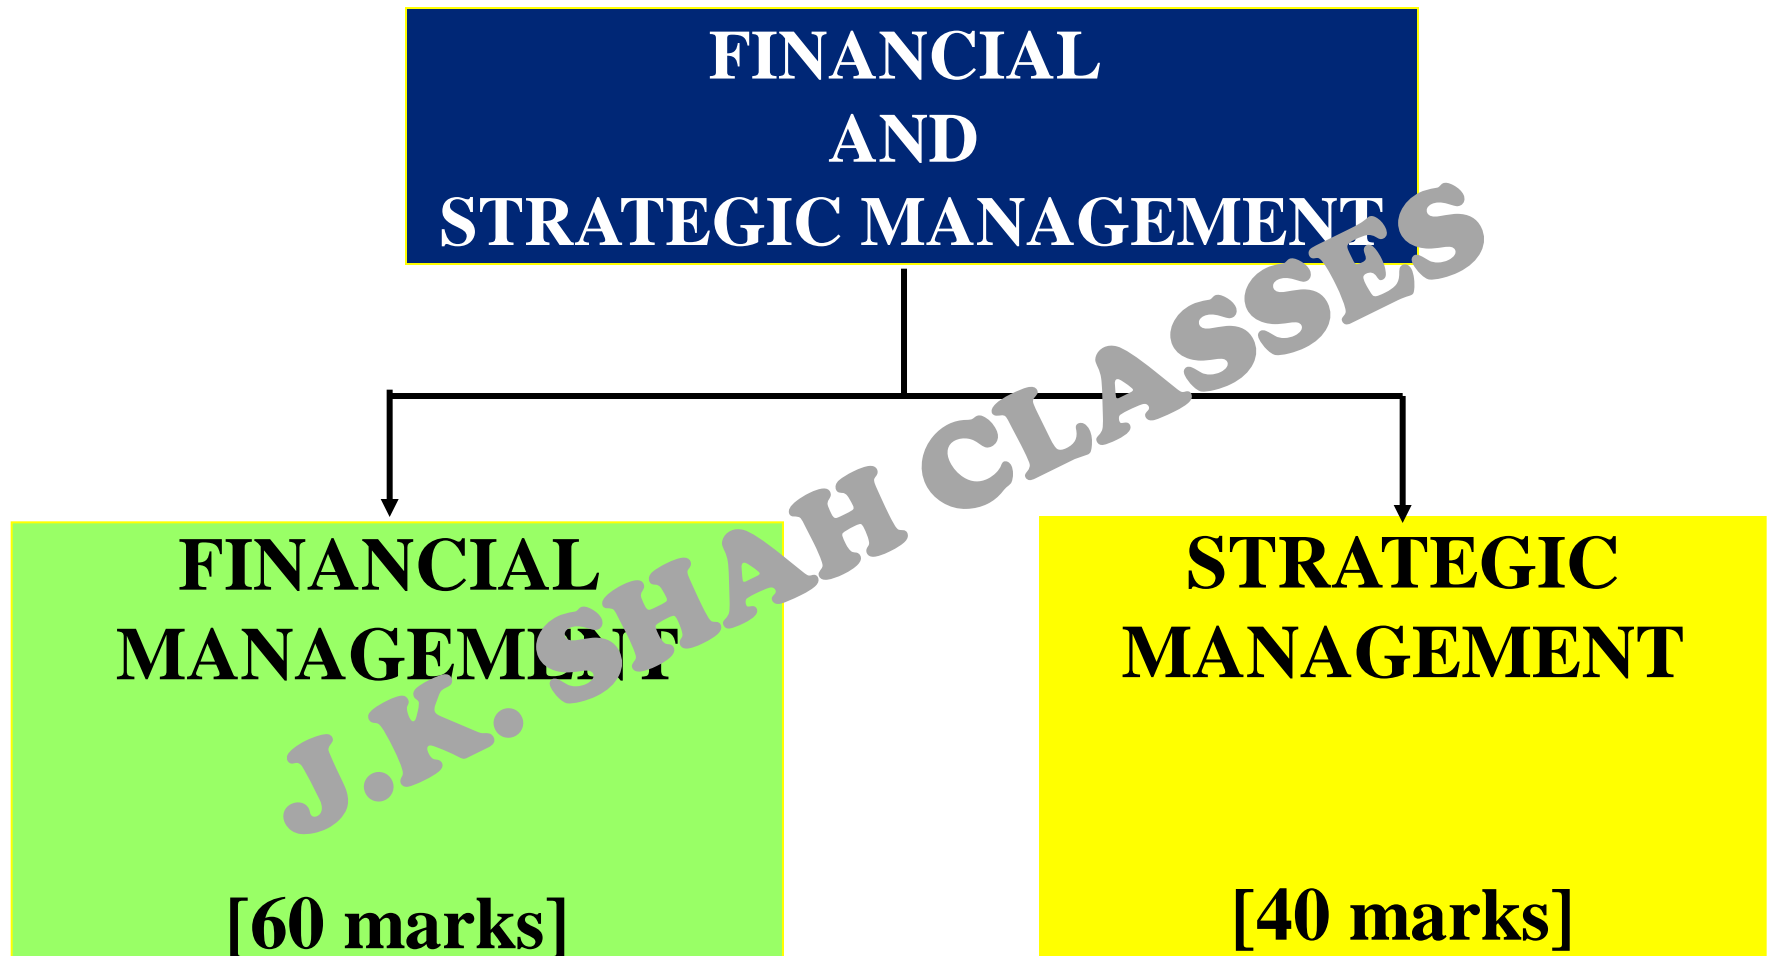 FINANCIAL
AND
STRATEGIC MANAGEMENT
FINANCIAL
MANAGEMENT
[60 marks]
STRATEGIC
MANAGEMENT
[40 marks]
J.K. SHAH CLASSES